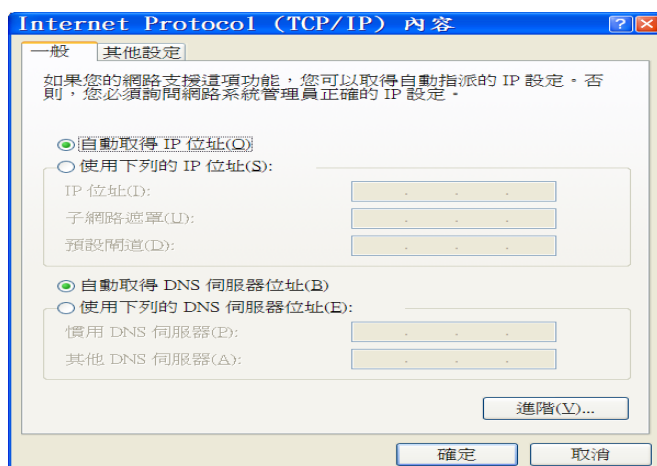 Internet Protocol (TCP/IP) 內容
一般
其他設定
如果您的網路支援這項功能，您可以取得自動指派的 IP 設定。否
則，您必須詢問網路系統管理員正確的 IP 設定。
自動取得 IP 位址(O)
使用下列的 IP 位址(S):
IP 位址(I):
子網路遮罩(U):
預設閘道(D):
自動取得 DNS 伺服器位址(B)
使用下列的 DNS 伺服器位址(E):
慣用 DNS 伺服器(P):
其他 DNS 伺服器(A):
進階(V)...
確定
取消